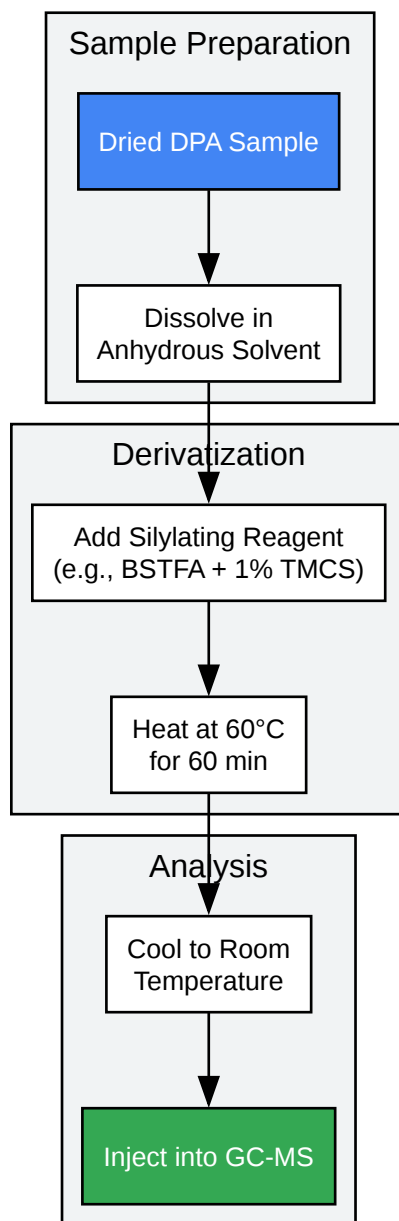 Sample Preparation
Dried DPA Sample
Dissolve in
Anhydrous Solvent
Derivatization
Add Silylating Reagent
(e.g., BSTFA + 1% TMCS)
Heat at 60°C
for 60 min
Analysis
Cool to Room
Temperature
Inject into GC-MS